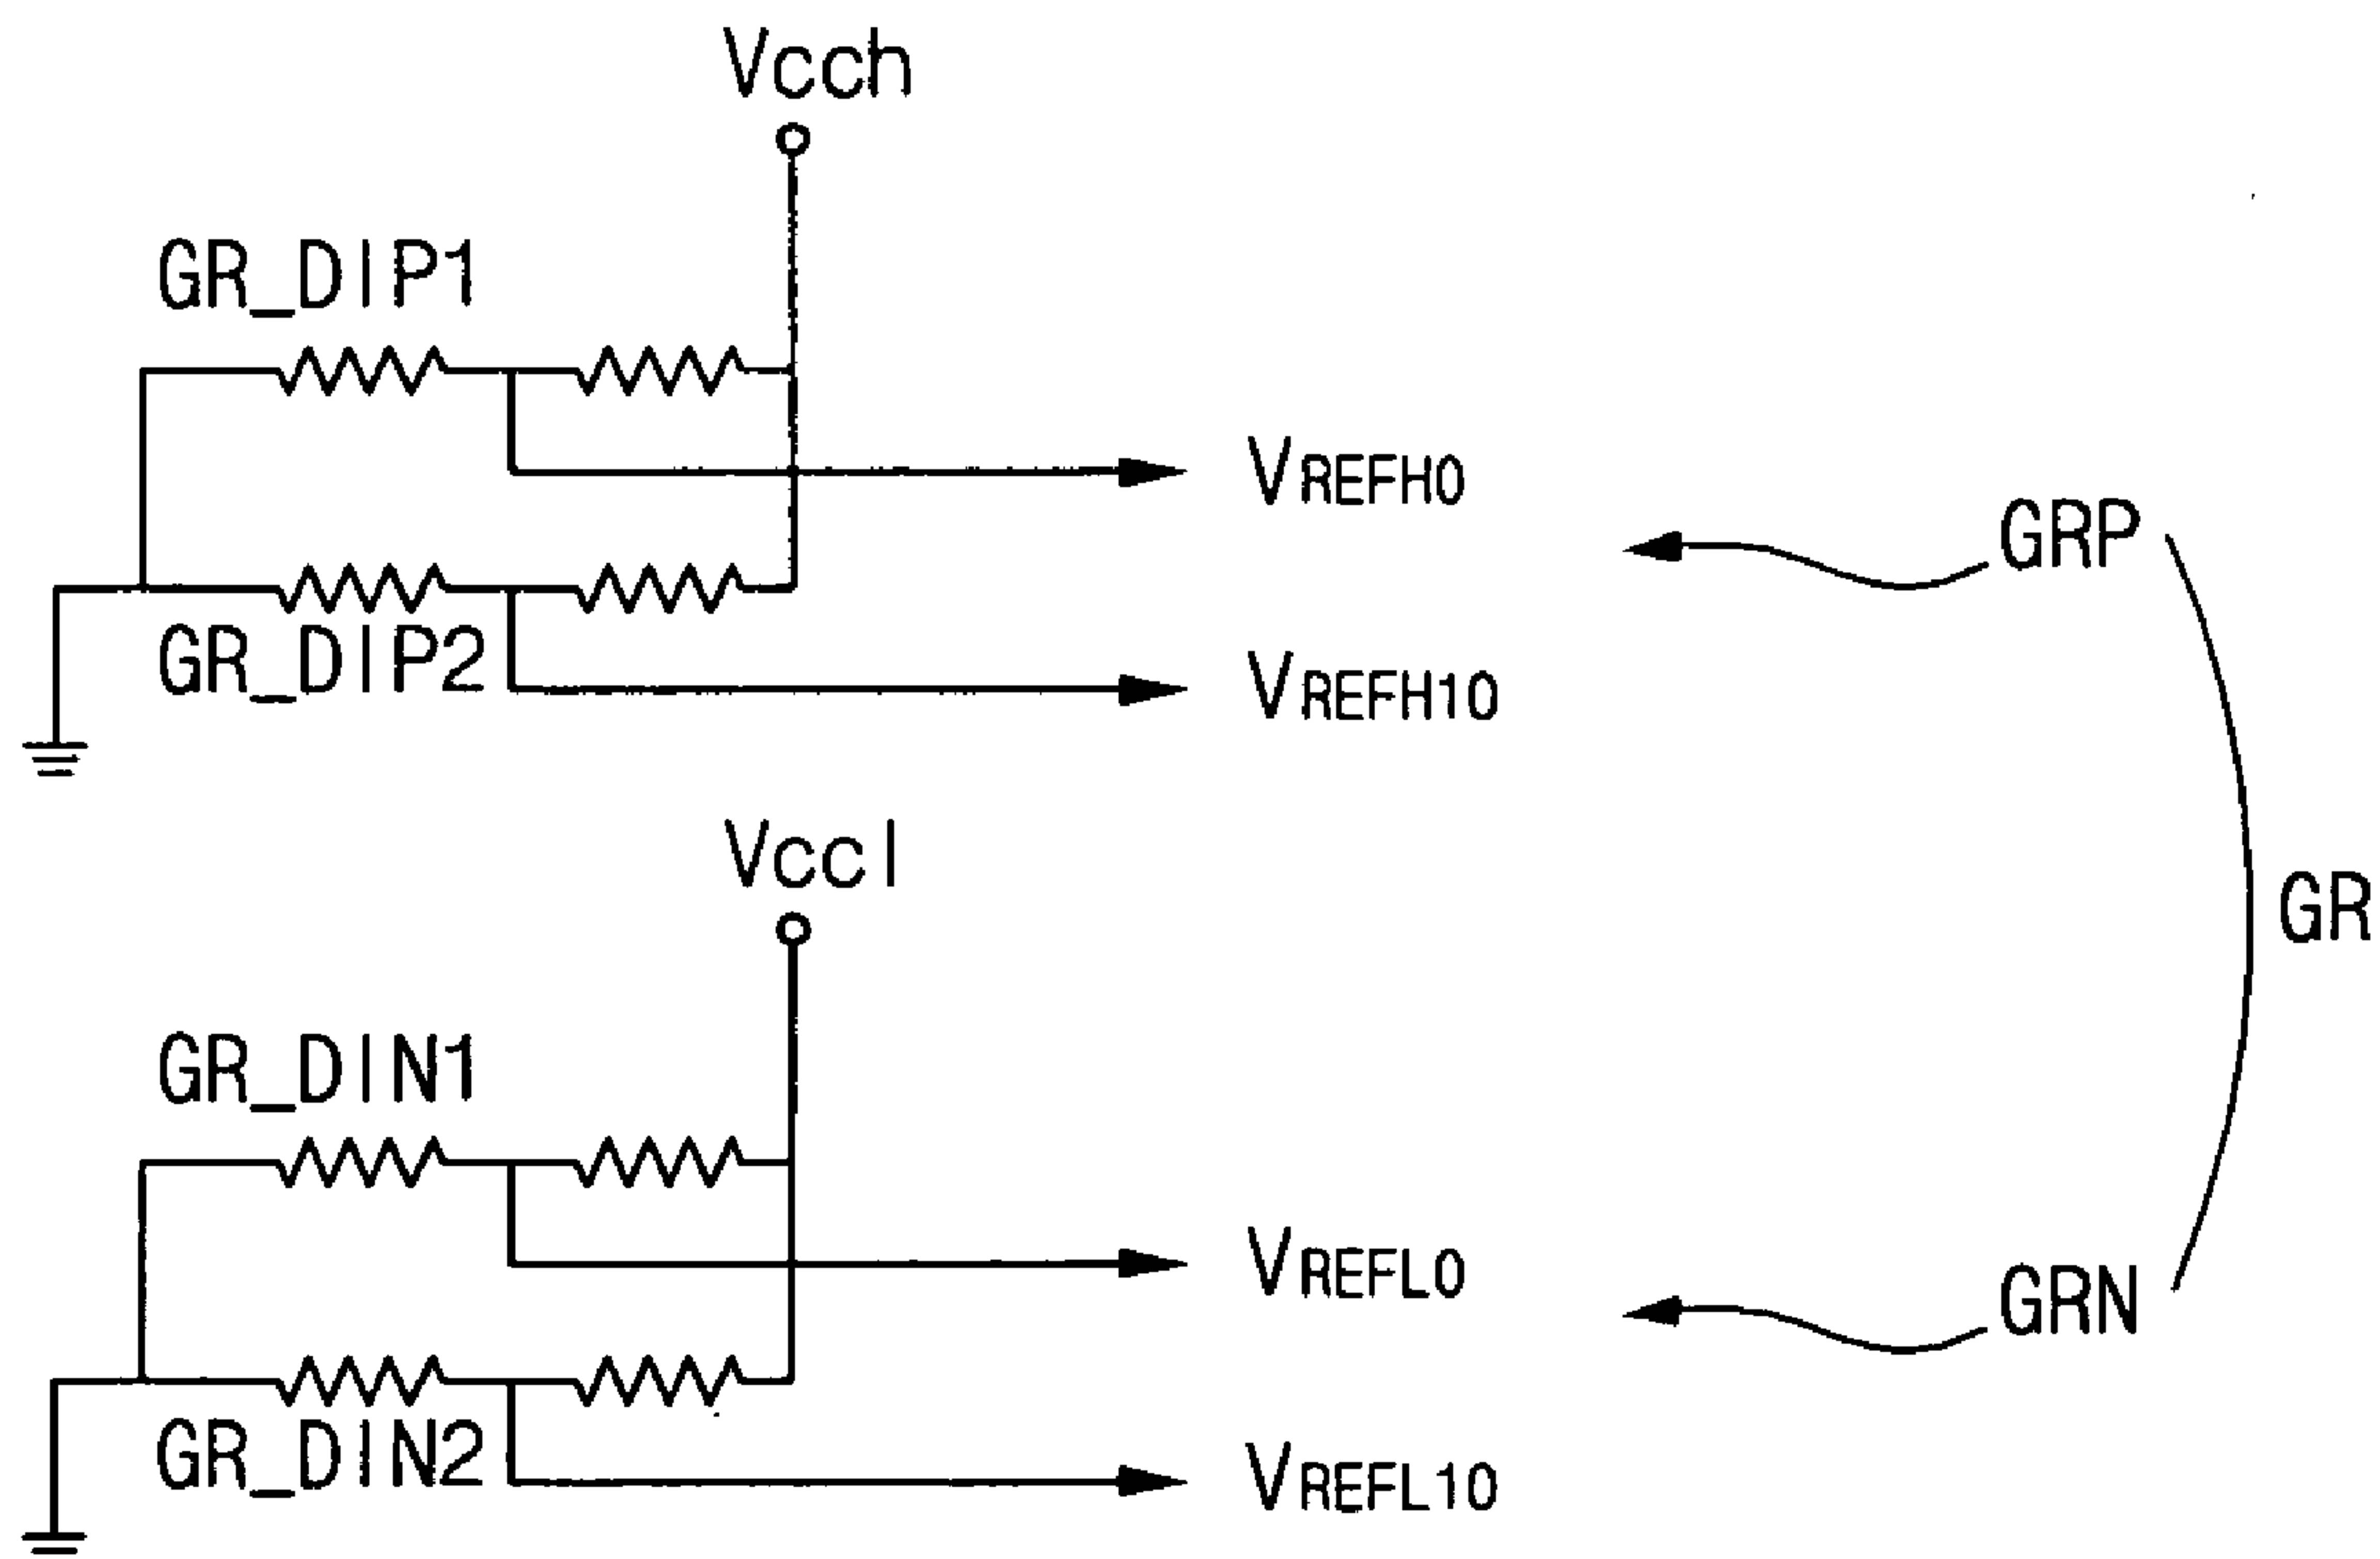 Vcch
GR_DIP1
VREFH0
GRP
GR_DIP2
VREFH10
Vccl
GR
GR_DIN1
VREFL0
GRN
GR_DIN2
VREFL10